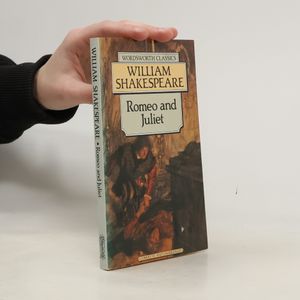 WILLIAM SHAKESPEARE • Romeo and Juliet
WORDSWORTH CLASSICS
WILLIAM
SHAKESPEARE
Romeo and
Juliet